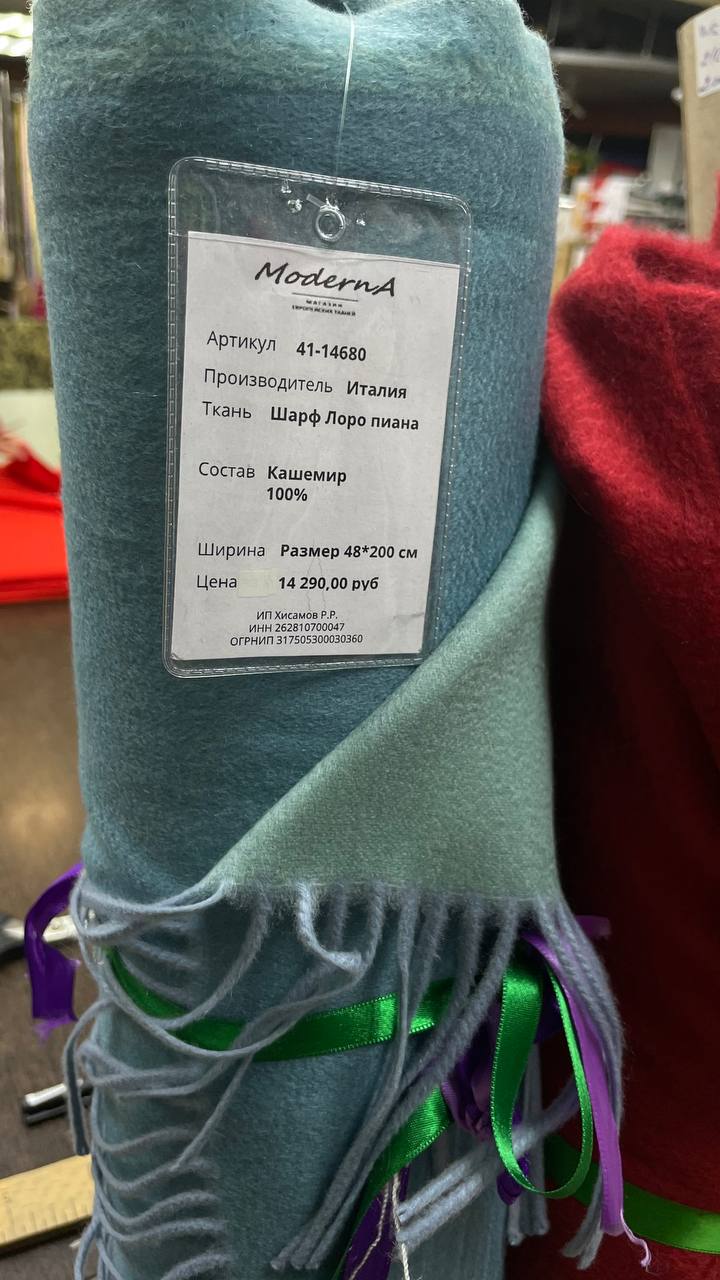 ModernA
МАГАЗИН
ЕВРОПЕЙСКИХ ТКАНЕЙ
Артикул 41-14680
Производитель Италия
Ткань Шарф Лоро пиана
Состав Кашемир
100%
Ширина Размер 48*200 см
Цена 14 290,00 руб
ИП Хисамов Р.Р.
ИНН 262810700047
ОГРНИП 317505300030360